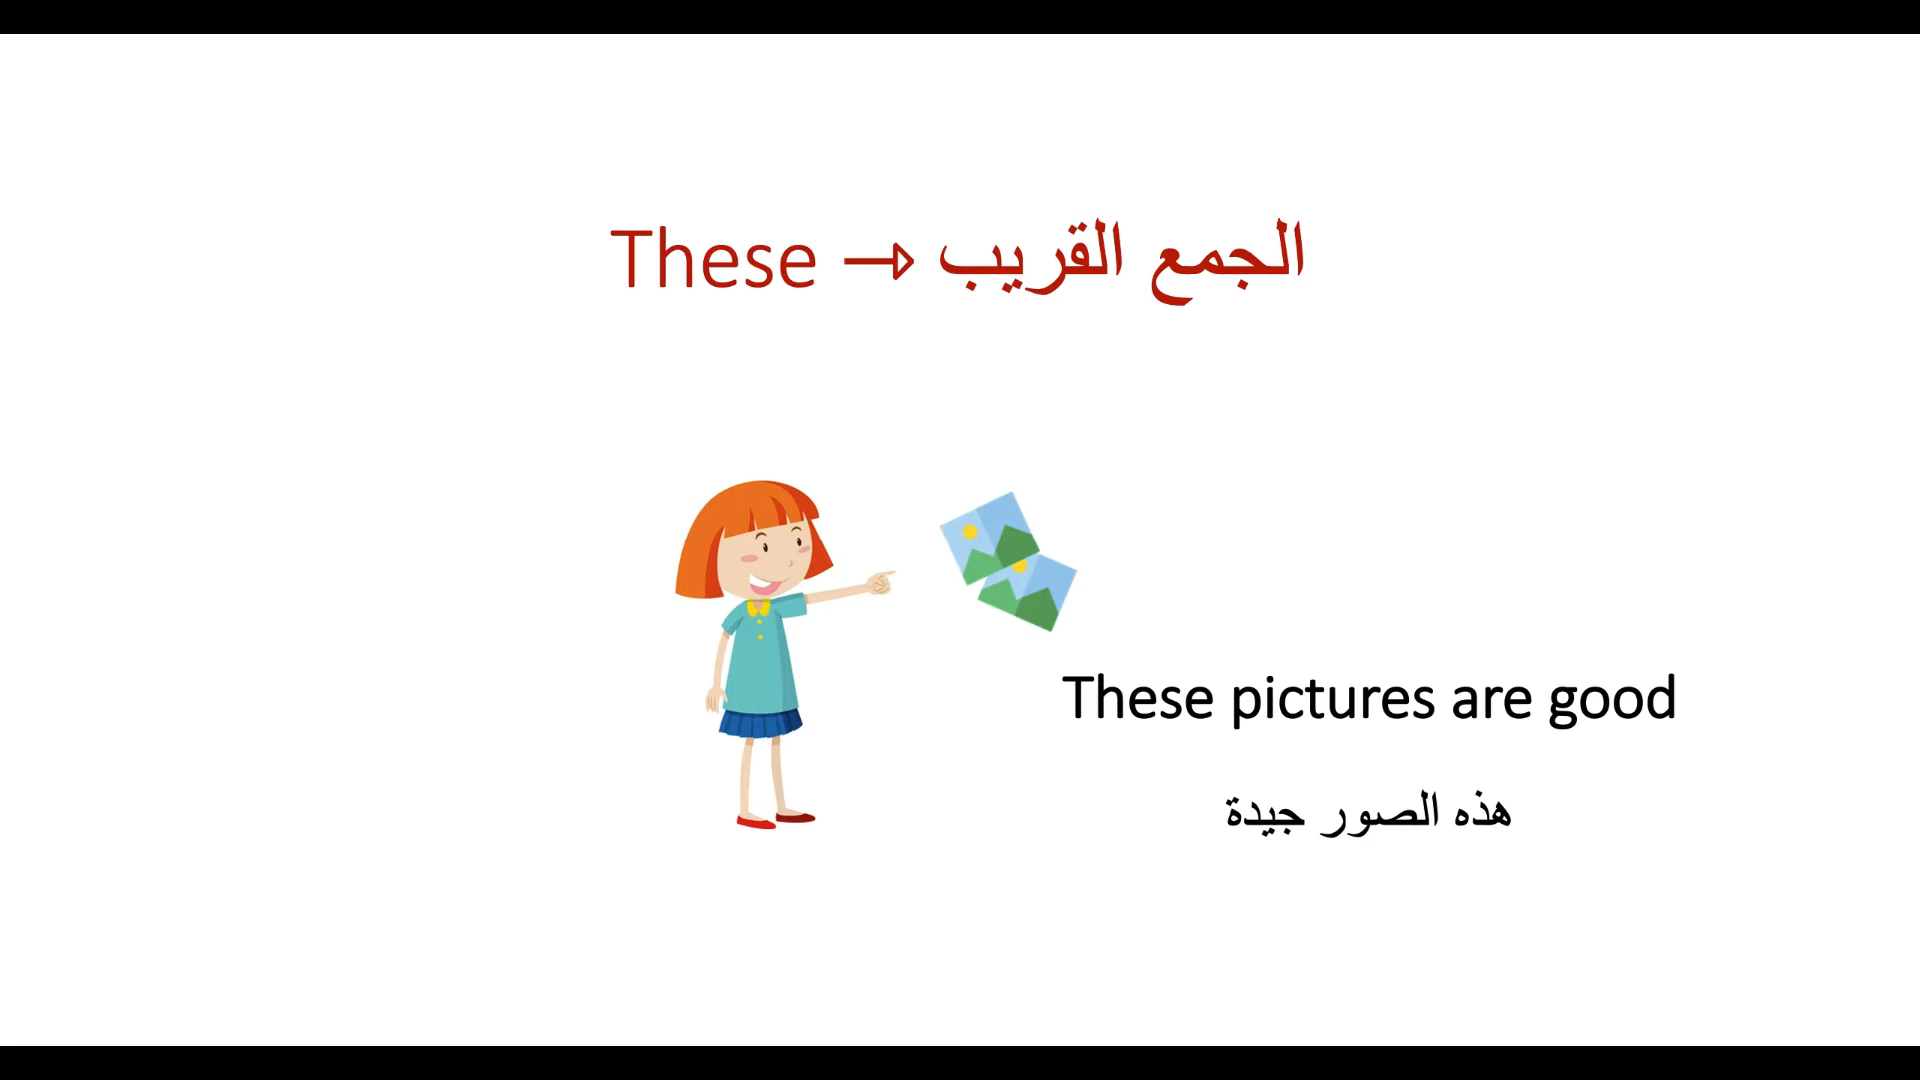 These → الجمع القريب
These pictures are good
هذه الصور جيدة